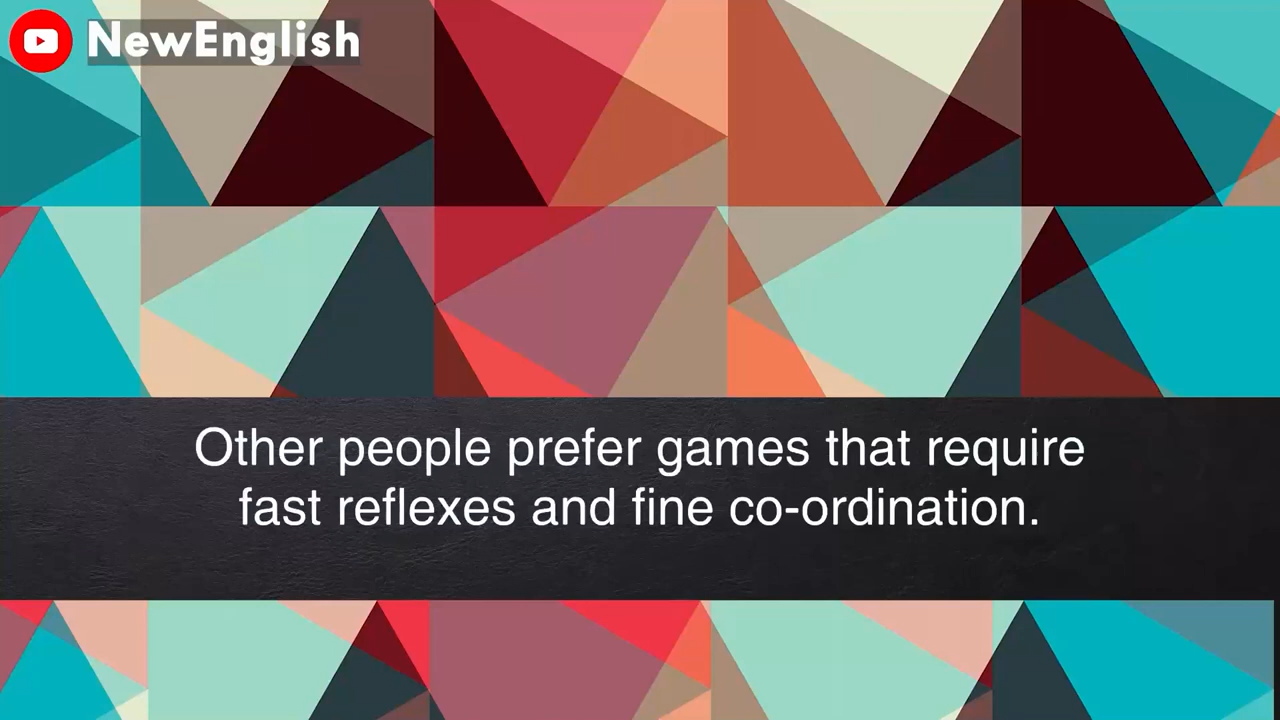 NewEnglish
Other people prefer games that require
fast reflexes and fine co-ordination.